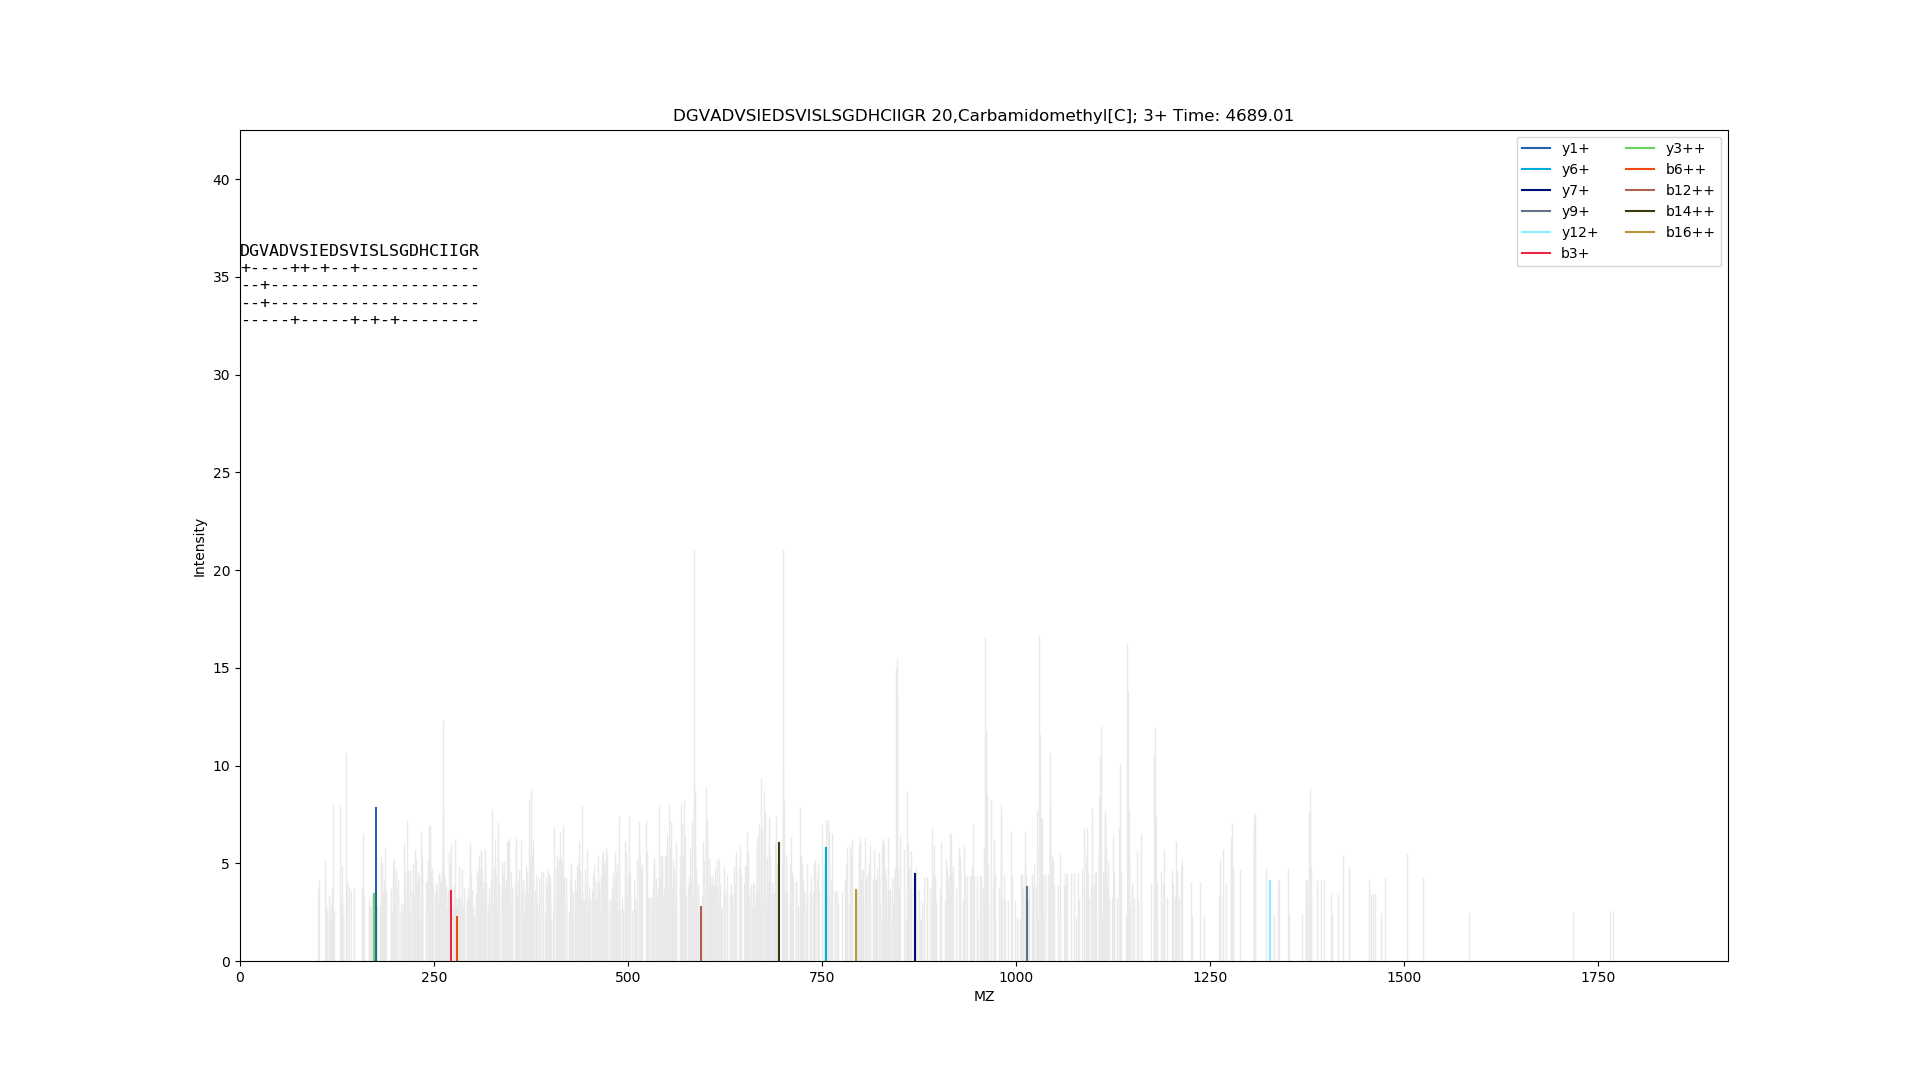 DGVADVSIEDSVISLSGDHCIIGR 20,Carbamidomethyl[C]; 3+ Time: 4689.01
y1+
y6+
y7+
y9+
y12+
b3+
y3++
b6++
b12++
b14++
b16++
DGVADVSIEDSVISLSGDHCIIGR
+----++-+--+------------
--+---------------------
--+---------------------
-----+-----+-+-+--------
40
35
30
25
20
15
10
5
0
Intensity
0 250 500 750 1000 1250 1500 1750
MZ